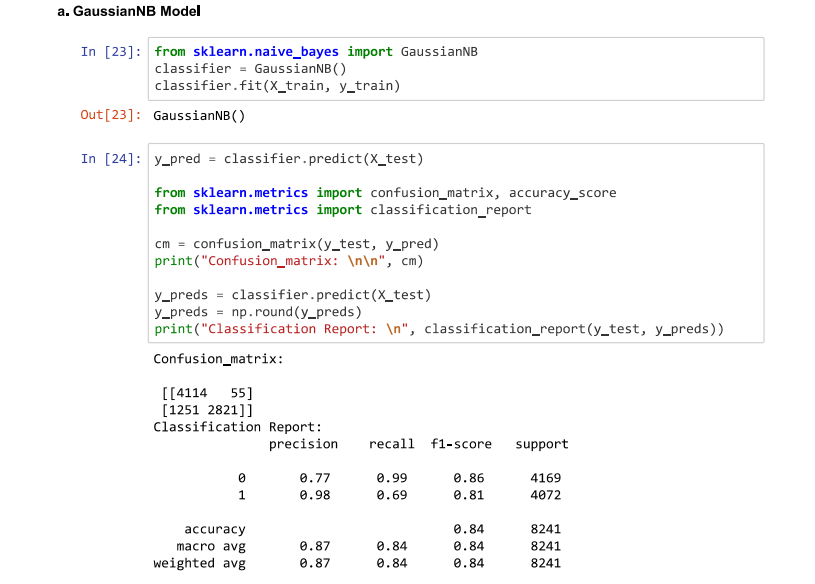 a. GaussianNB Model
In [23]: from sklearn.naive_bayes import GaussianNB
classifier = GaussianNB()
classifier.fit(X_train, y_train)
Out[23]: GaussianNB()
In [24]: y_pred = classifier.predict(X_test)
from sklearn.metrics import confusion_matrix, accuracy_score
from sklearn.metrics import classification_report
cm = confusion_matrix(y_test, y_pred)
print("Confusion_matrix: \n\n", cm)
y_preds = classifier.predict(X_test)
y_preds = np.round(y_preds)
print("Classification Report: \n", classification_report(y_test, y_preds))
Confusion_matrix:
[[4114   55]
[1251 2821]]
Classification Report:
precision    recall  f1-score   support
0       0.77      0.99      0.86      4169
1       0.98      0.69      0.81      4072
accuracy                           0.84      8241
macro avg       0.87      0.84      0.84      8241
weighted avg       0.87      0.84      0.84      8241